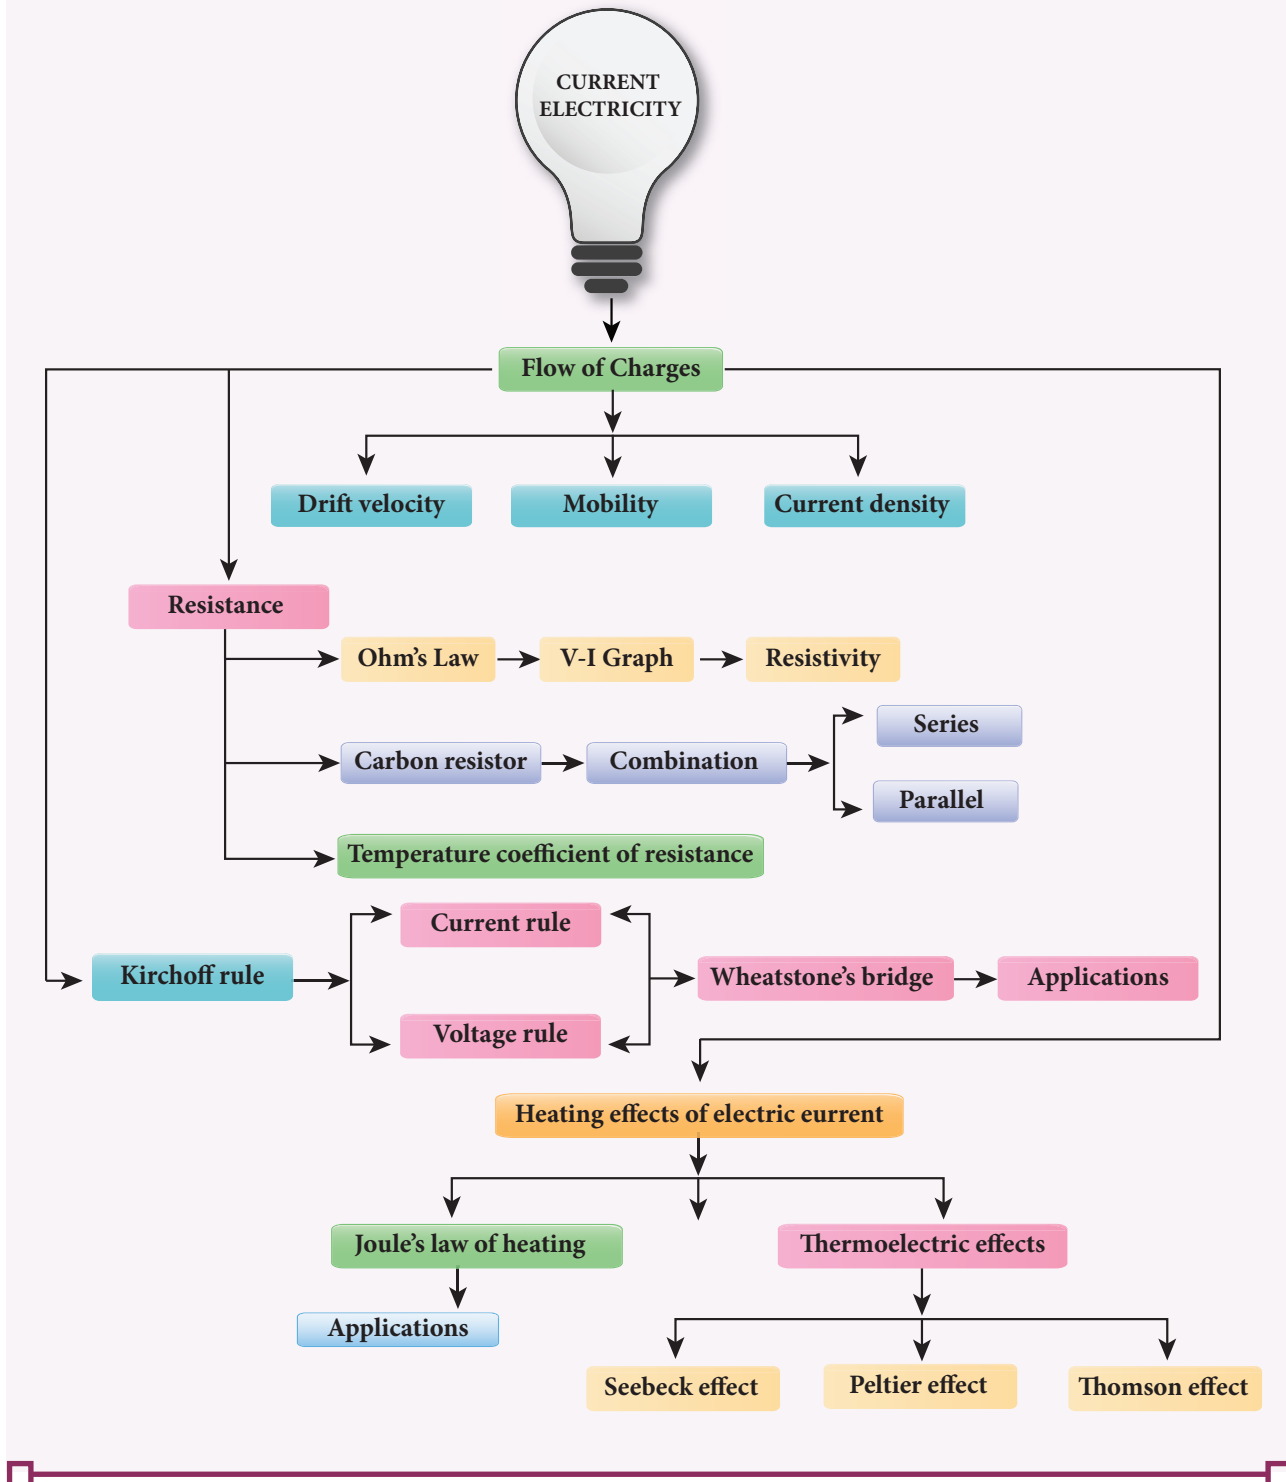 CURRENT
ELECTRICITY
Flow of Charges
Drift velocity
Mobility
Current density
Resistance
Ohm's Law
V-I Graph
Resistivity
Series
Carbon resistor
Combination
Parallel
Temperature coefficient of resistance
Current rule
Kirchoff rule
Wheatstone's bridge
Applications
Voltage rule
Heating effects of electric eurrent
Joule's law of heating
Thermoelectric effects
Applications
Seebeck effect
Peltier effect
Thomson effect